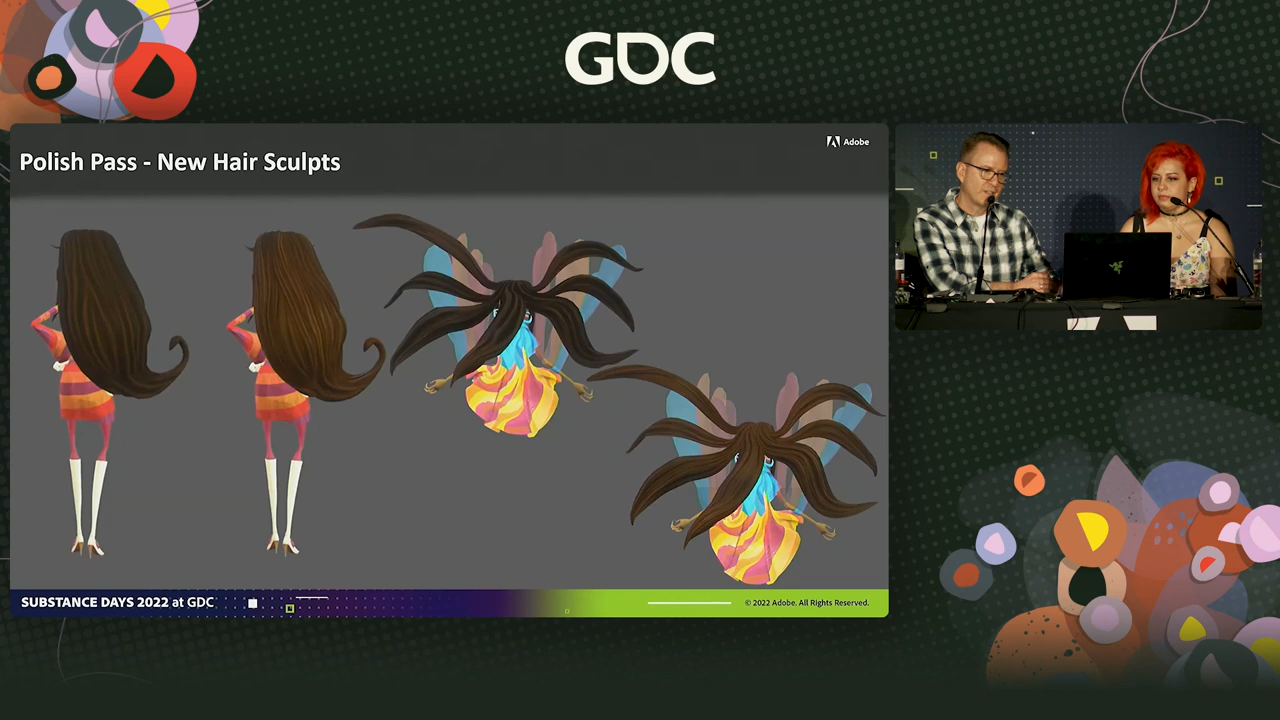 GDC
Adobe
Polish Pass - New Hair Sculpts
SUBSTANCE DAYS 2022 at GDC
© 2022 Adobe. All Rights Reserved.